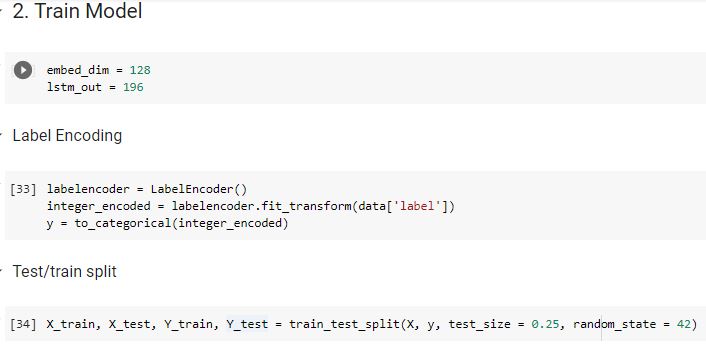 2. Train Model
embed_dim = 128
lstm_out = 196
Label Encoding
[33] labelencoder = LabelEncoder()
integer_encoded = labelencoder.fit_transform(data['label'])
y = to_categorical(integer_encoded)
Test/train split
[34] X_train, X_test, Y_train, Y_test = train_test_split(X, y, test_size = 0.25, random_state = 42)